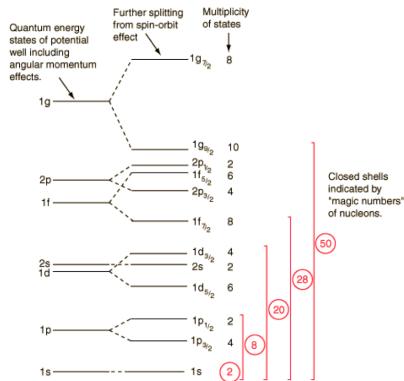 Quantum energy
states of potential
well including
angular momentum
effects.
Further splitting
from spin-orbit
effect
Multiplicity
of states
1g
1g7/2 8
1g9/2 10
2p1/2 2
1f5/2 6
2p
2p3/2 4
1f
1f7/2 8
Closed shells
indicated by
"magic numbers"
of nucleons.
50
28
20
1d3/2 4
2s
2s 2
1d
1d5/2 6
1p1/2 2
1p
8
1p3/2 4
1s
1s
2